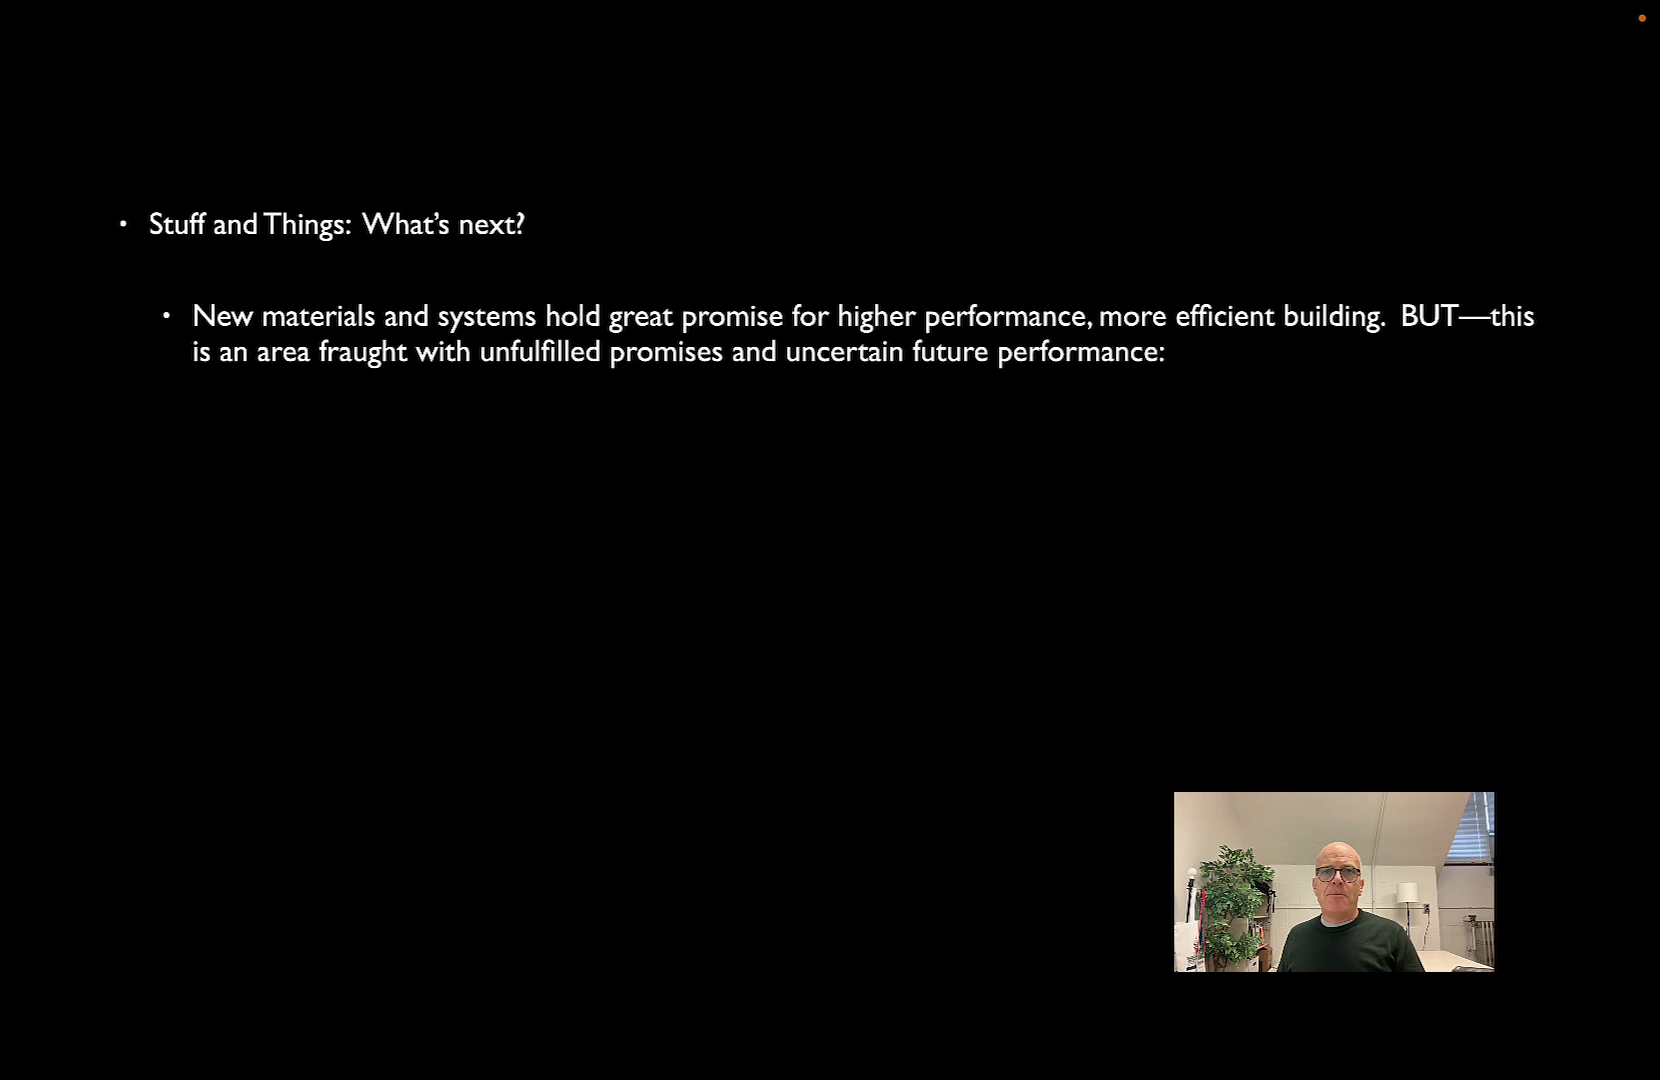 • Stuff and Things: What’s next?
• New materials and systems hold great promise for higher performance, more efficient building. BUT—this
is an area fraught with unfulfilled promises and uncertain future performance: